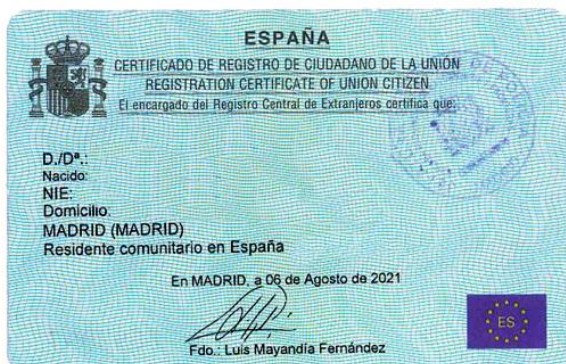 ESPAÑA
CERTIFICADO DE REGISTRO DE CIUDADANO DE LA UNIÓN
REGISTRATION CERTIFICATE OF UNION CITIZEN
El encargado del Registro Central de Extranjeros certifica que:
D./Dª.:
Nacido:
NIE:
Domicilio:
MADRID (MADRID)
Residente comunitario en España
En MADRID, a 06 de Agosto de 2021
Fdo.: Luis Mayandía Fernández
ES